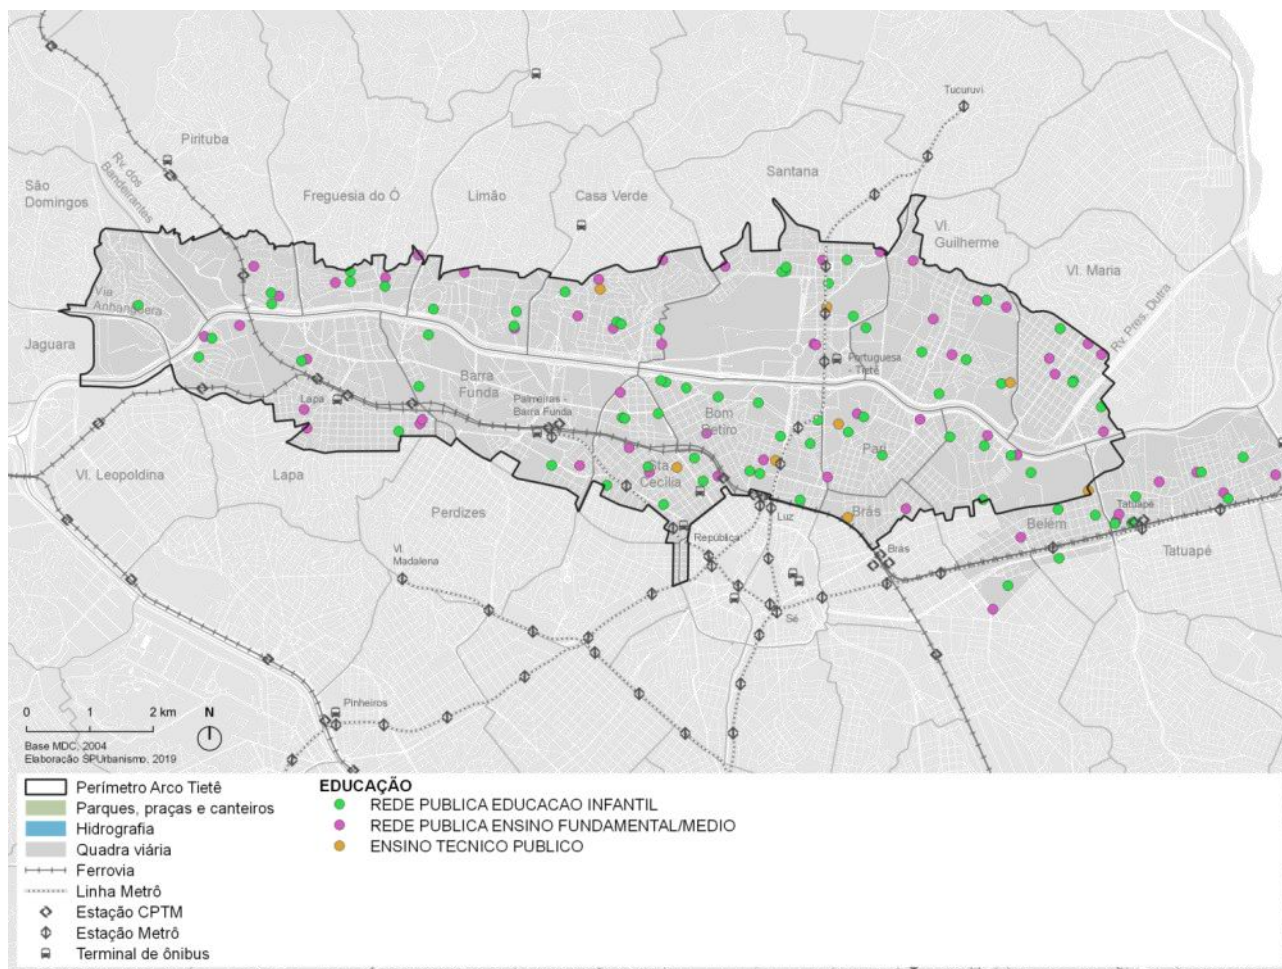 Tucuruvi
Pirituba
Rv. dos
Bandeirantes
São
Domingos
Freguesia do Ó
Limão
Casa Verde
Santana
Vl.
Guilherme
Vl. Maria
Via
Anhanguera
Jaguara
Rv. Pres. Dutra
Barra
Funda
Portuguesa
- Tietê
Lapa
Palmeiras -
Barra Funda
Bom
Retiro
Pari
Vl. Leopoldina
Lapa
Sta
Cecília
Perdizes
Luz
Brás
Belém
Tatuapé
Tatuapé
República
Brás
Vl.
Madalena
Sé
Pinheiros
0 1 2 km
N
Base MDC, 2004
Elaboração SPUrbanismo, 2019
Perímetro Arco Tietê
Parques, praças e canteiros
Hidrografia
Quadra viária
Ferrovia
Linha Metrô
Estação CPTM
Estação Metrô
Terminal de ônibus
EDUCAÇÃO
REDE PUBLICA EDUCACAO INFANTIL
REDE PUBLICA ENSINO FUNDAMENTAL/MEDIO
ENSINO TECNICO PUBLICO